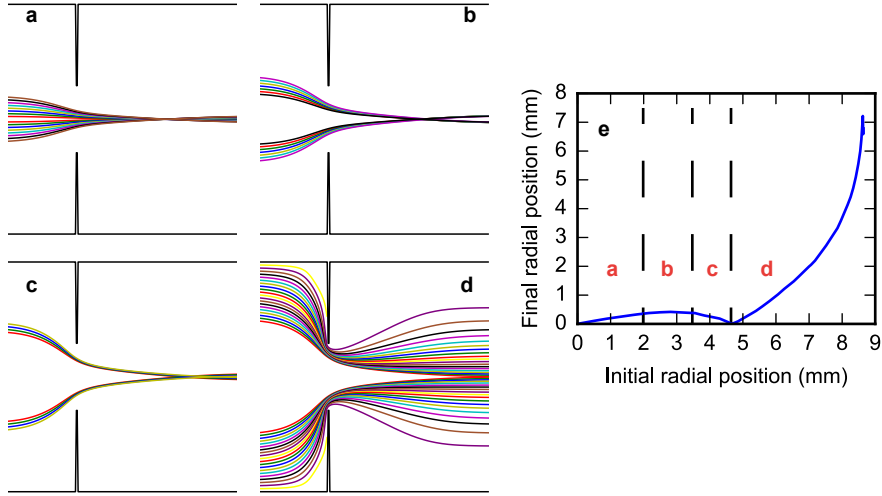 a
b
c
d
e
a
b
c
d
Final radial position (mm)
8
7
6
5
4
3
2
1
0
0 1 2 3 4 5 6 7 8 9
Initial radial position (mm)